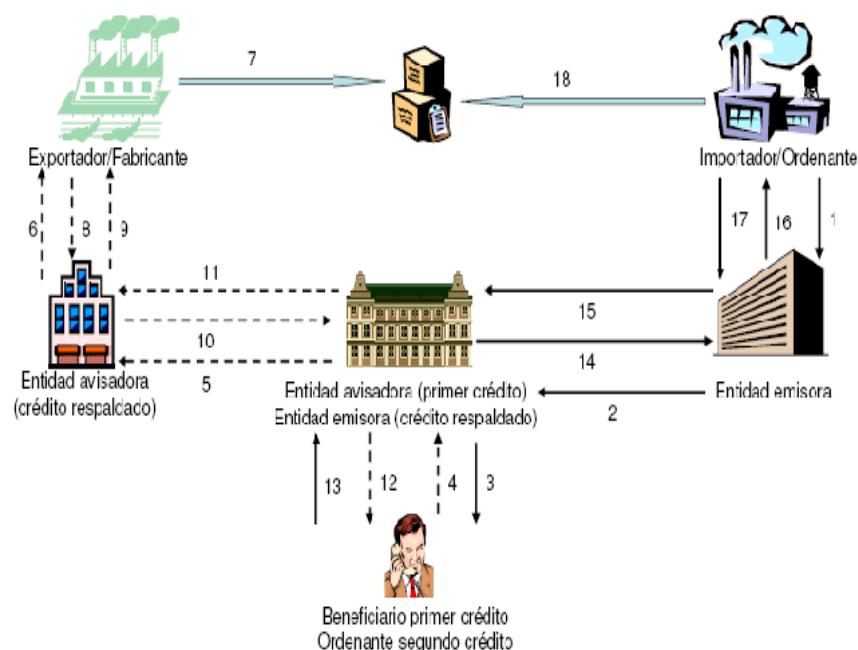 7
18
Exportador/Fabricante
Importador/Ordenante
6
8
9
17
16
1
11
15
10
14
Entidad avisadora
(crédito respaldado)
5
Entidad avisadora (primer crédito)
Entidad emisora (crédito respaldado)
2
Entidad emisora
13
12
4
3
Beneficiario primer crédito
Ordenante segundo crédito